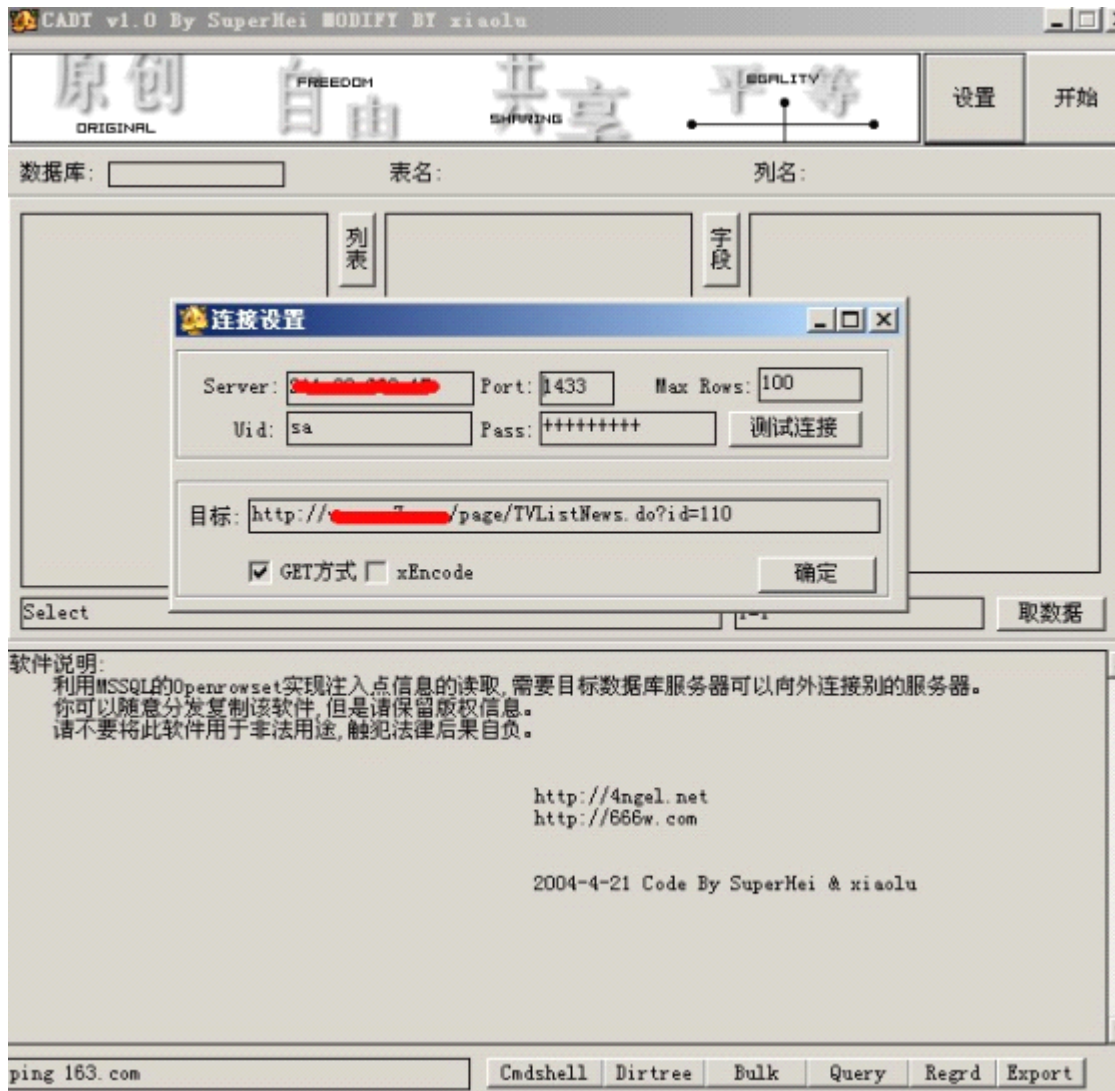 CADT v1.0 By SuperHei MODIFY BY xiaolu
原创 自由 共享 平等
ORIGINAL FREEDOM SHARING EGALITY
设置 开始
数据库: 表名: 列名:
列表 字段
连接设置
Server: Port: 1433 Max Rows: 100
Uid: sa Pass: +++++++++ 测试连接
目标: http:// /page/TVListNews.do?id=110
GET方式 xEncode 确定
Select 取数据
软件说明:
利用MSSQL的Openrowset实现注入点信息的读取,需要目标数据库服务器可以向外连接别的服务器。
你可以随意分发复制该软件,但是请保留版权信息。
请不要将此软件用于非法用途,触犯法律后果自负。
http://4ngel.net
http://666w.com
2004-4-21 Code By SuperHei & xiaolu
ping 163.com Cmdshell Dirtree Bulk Query Regrd Export